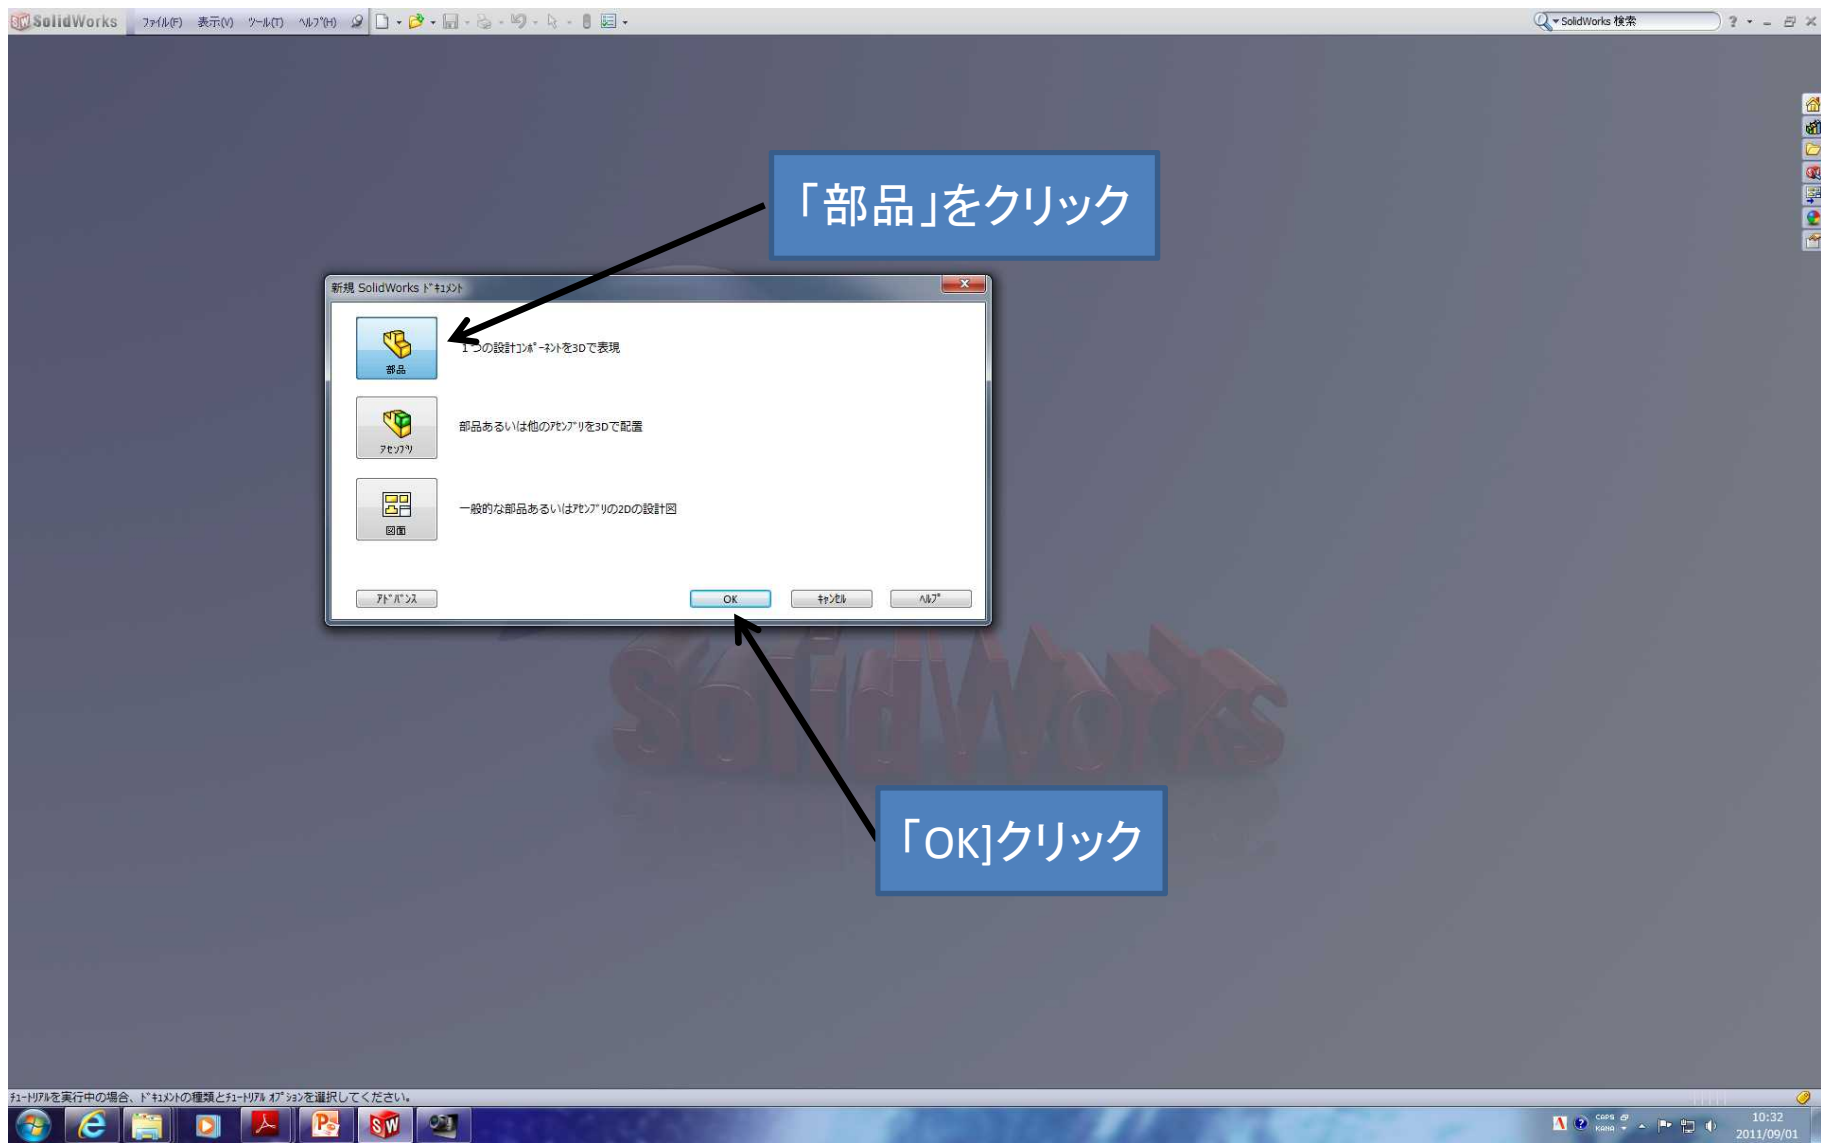 SolidWorks ﾌｧｲﾙ(F) 表示(V) ﾂｰﾙ(T) ﾍﾙﾌﾟ(H)
SolidWorks 検索
「部品」をクリック
新規 SolidWorks ﾄﾞｷｭﾒﾝﾄ
部品
１つの設計ｺﾝﾎﾟｰﾈﾝﾄを3Dで表現
ｱｾﾝﾌﾞﾘ
部品あるいは他のｱｾﾝﾌﾞﾘを3Dで配置
図面
一般的な部品あるいはｱｾﾝﾌﾞﾘの2Dの設計図
ｱﾄﾞﾊﾞﾝｽ
OK
ｷｬﾝｾﾙ
ﾍﾙﾌﾟ
SolidWorks
「OK]クリック
ﾁｭｰﾄﾘｱﾙを実行中の場合、ﾄﾞｷｭﾒﾝﾄの種類とﾁｭｰﾄﾘｱﾙ ｵﾌﾟｼｮﾝを選択してください。
CAPS
KANA
10:32
2011/09/01